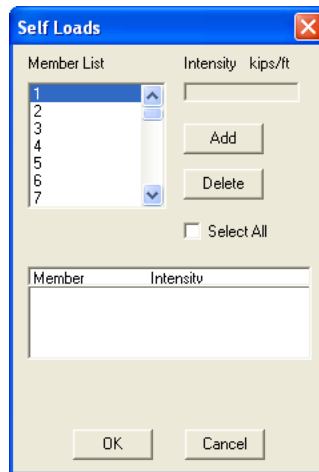 Self Loads
Member List
Intensity kips/ft
1
2
3
4
5
6
7
Add
Delete
Select All
Member Intensity
OK Cancel